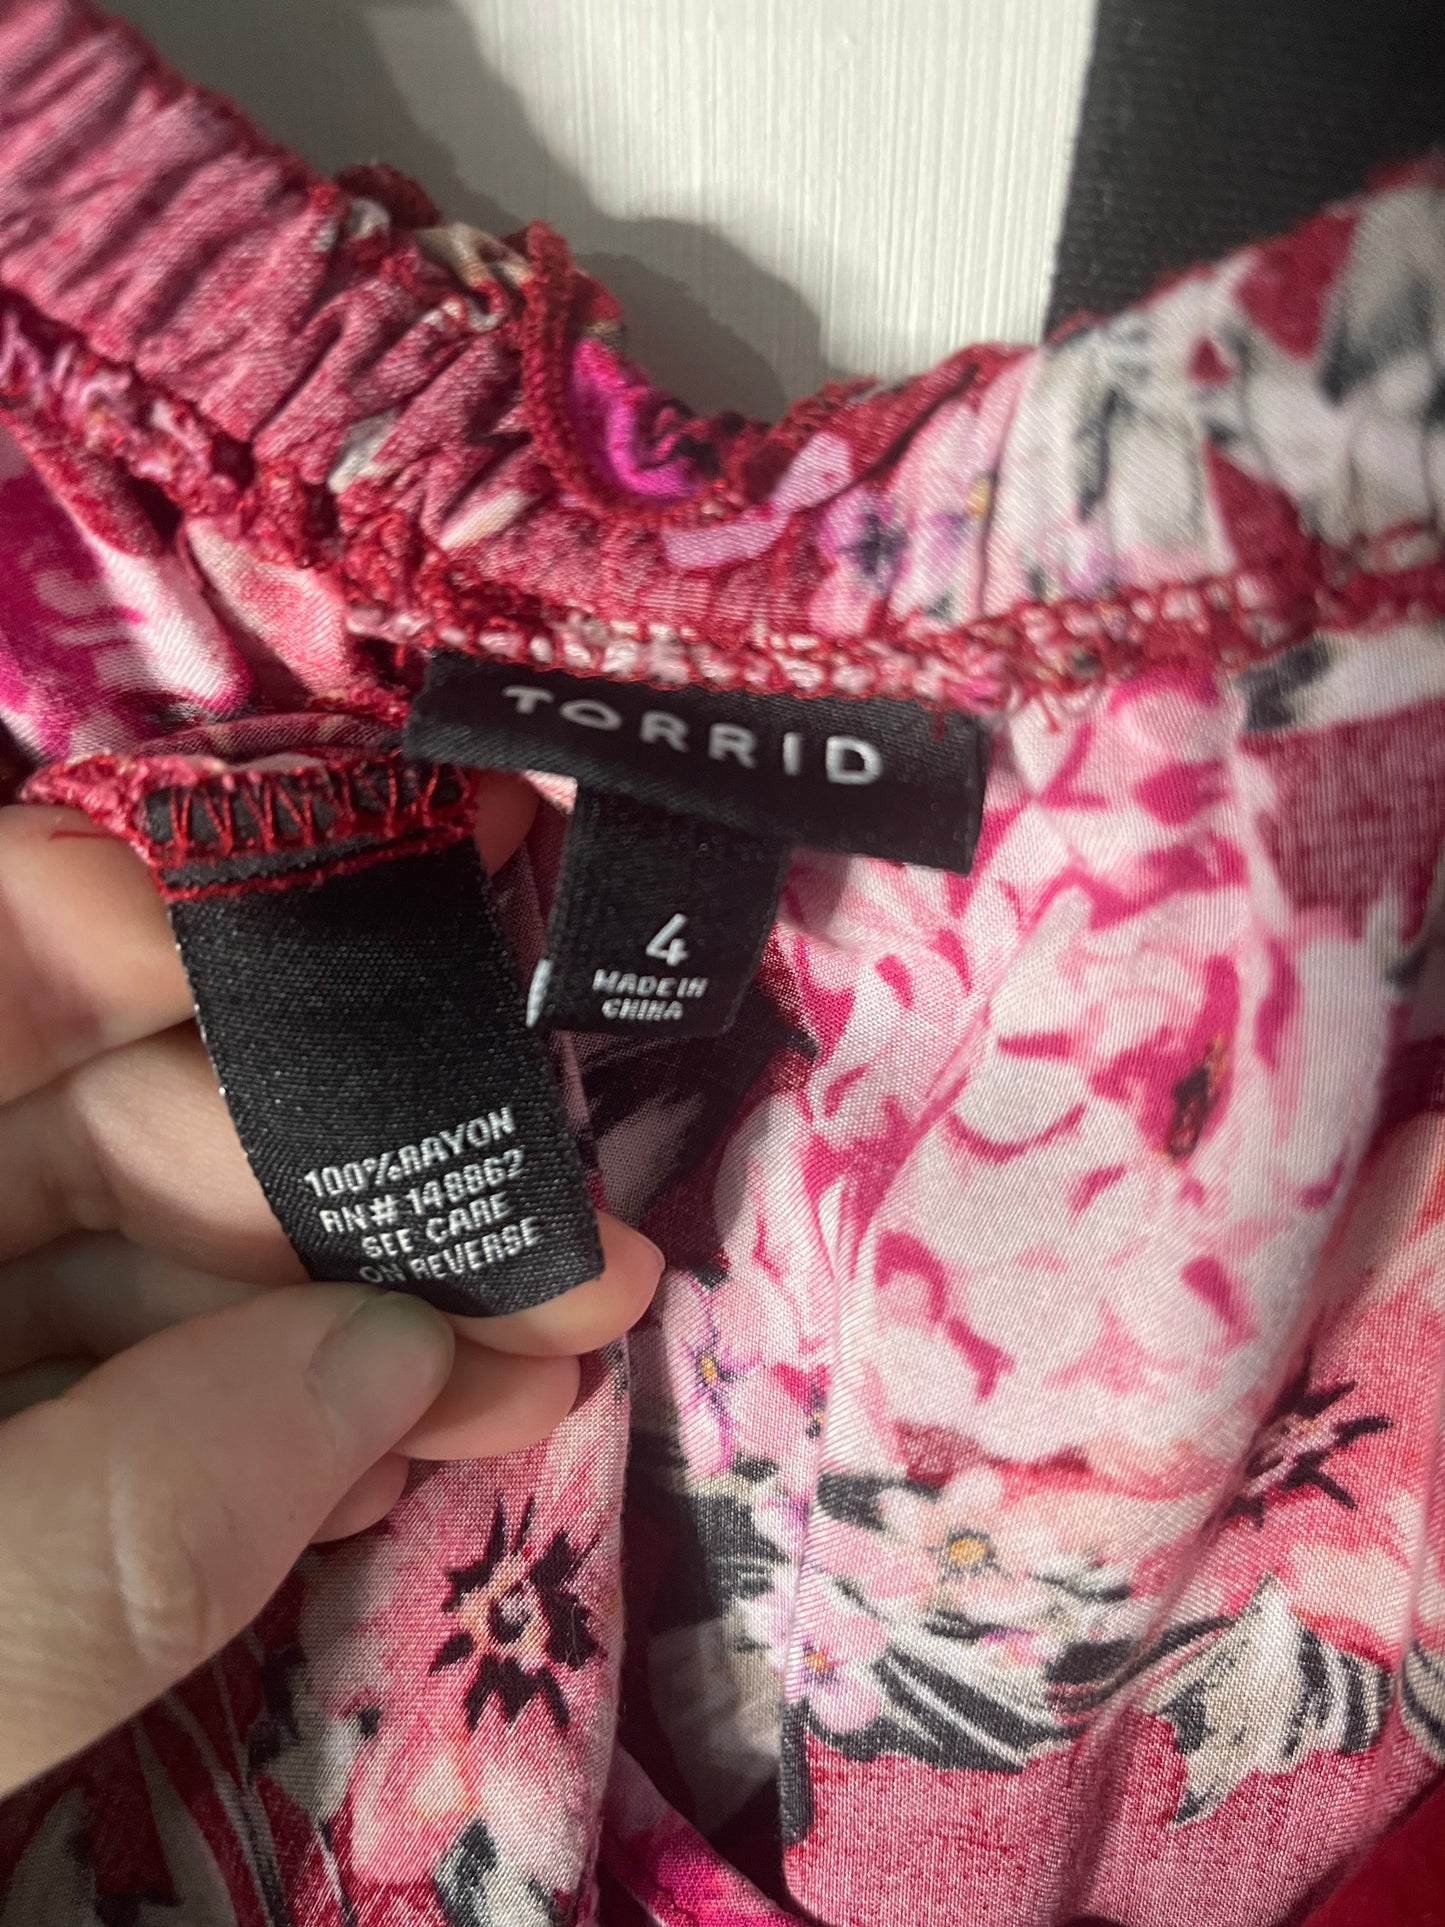 TORRID
4
MADE IN
CHINA
100%RAYON
RN# 148862
SEE CARE
ON REVERSE